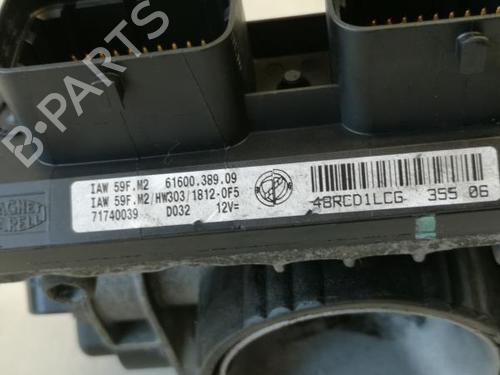 B-PARTS
IAW 59F.M2 61600.389.09
IAW 59F.M2/HW303/1812-0F5
71740039 D032 12V=
48RCD1LCG 355 06